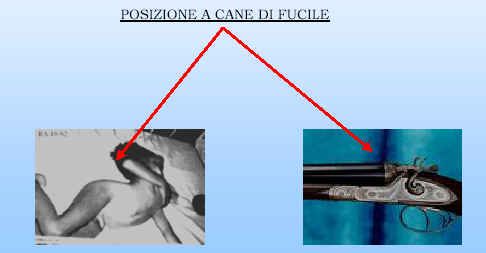 POSIZIONE A CANE DI FUCILE
RA 18-62